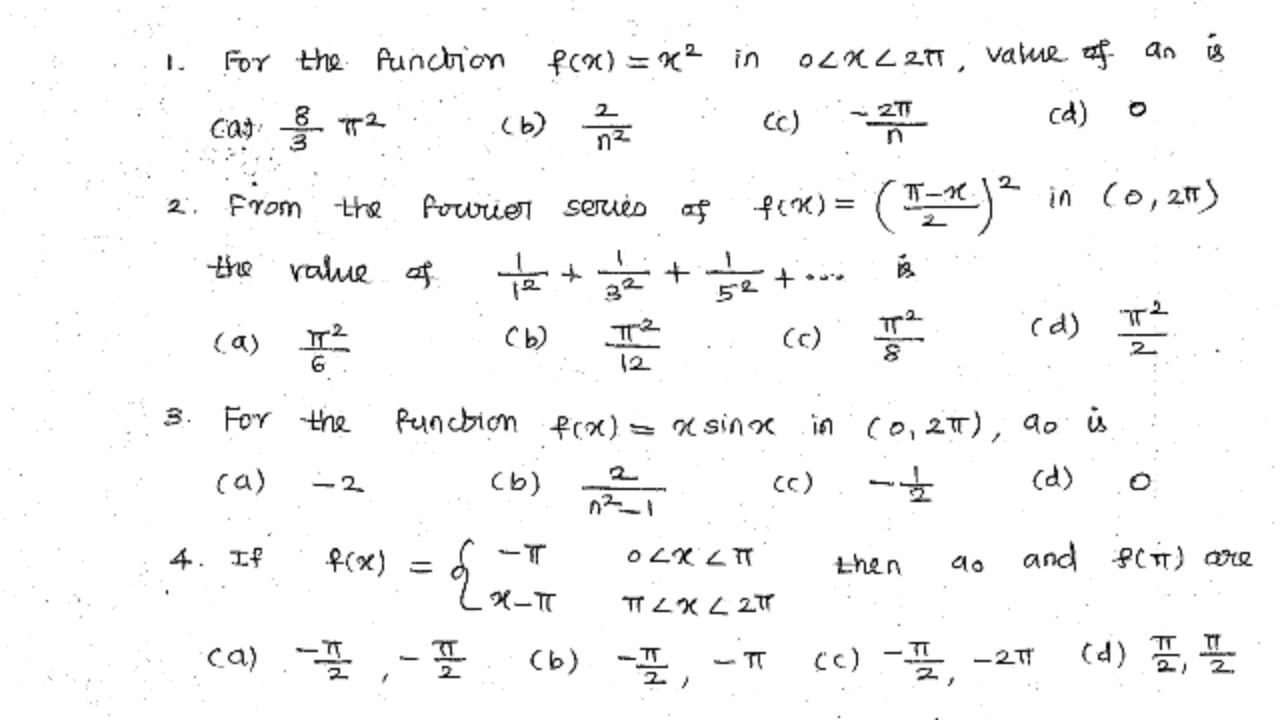 1. For the function f(x) = x² in 0<x<2π, value of an is
(a) 8/3 π² (b) 2/n² (c) -2π/n (d) 0
2. From the fourier series of f(x) = (π-x/2)² in (0, 2π)
the value of 1/1² + 1/3² + 1/5² + .... is
(a) π²/6 (b) π²/12 (c) π²/8 (d) π²/2
3. For the function f(x) = x sinx in (0, 2π), a0 is
(a) -2 (b) 2/n²-1 (c) -1/2 (d) 0
4. If f(x) = { -π 0<x<π then a0 and f(π) are
x-π π<x<2π
(a) -π/2, -π/2 (b) -π/2, -π (c) -π/2, -2π (d) π/2, π/2